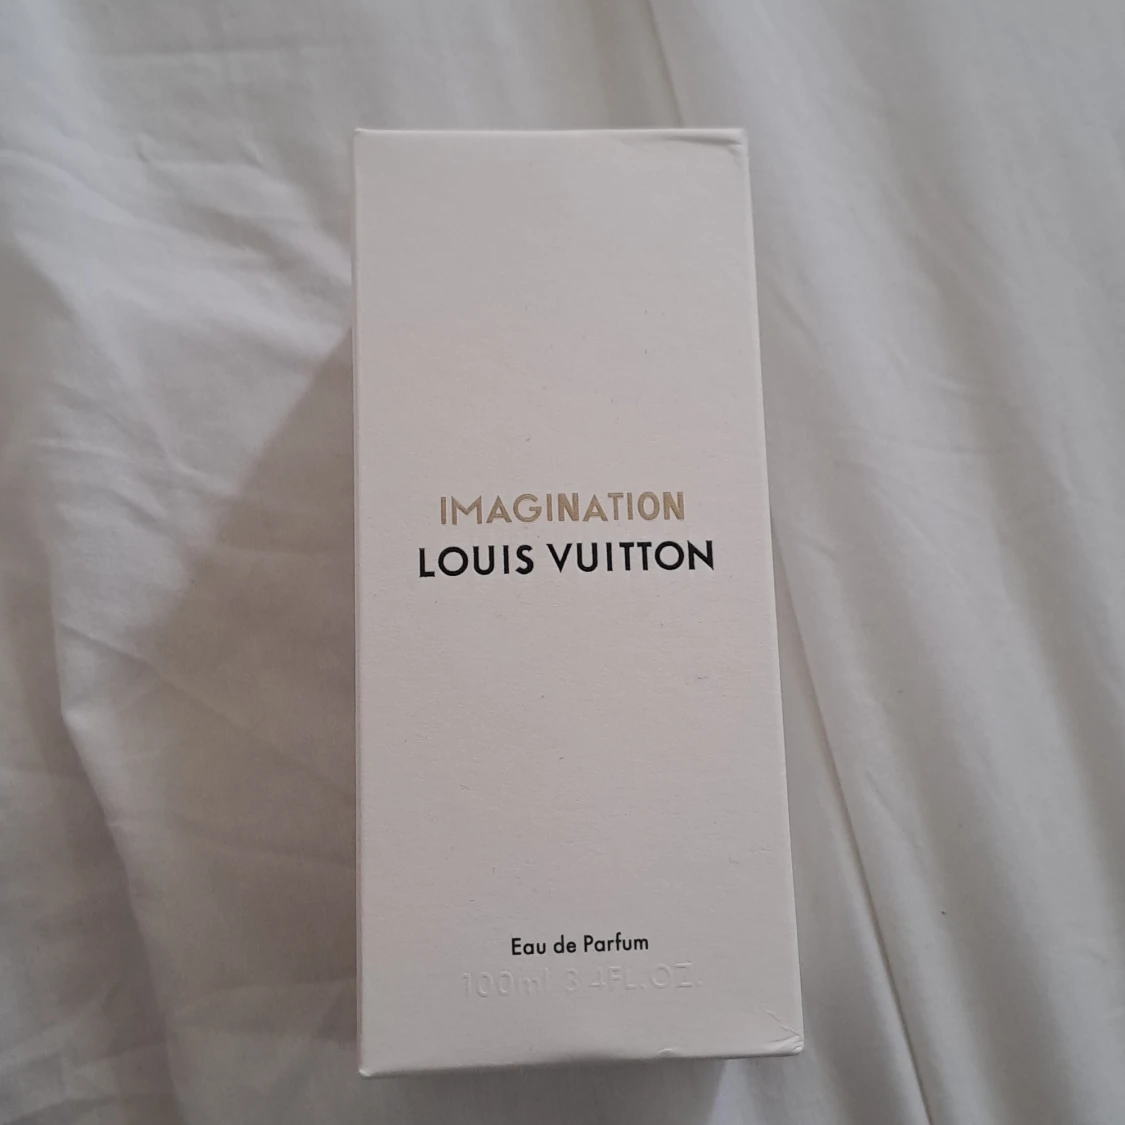 IMAGINATION
LOUIS VUITTON
Eau de Parfum
100ml 3.4FL.OZ.